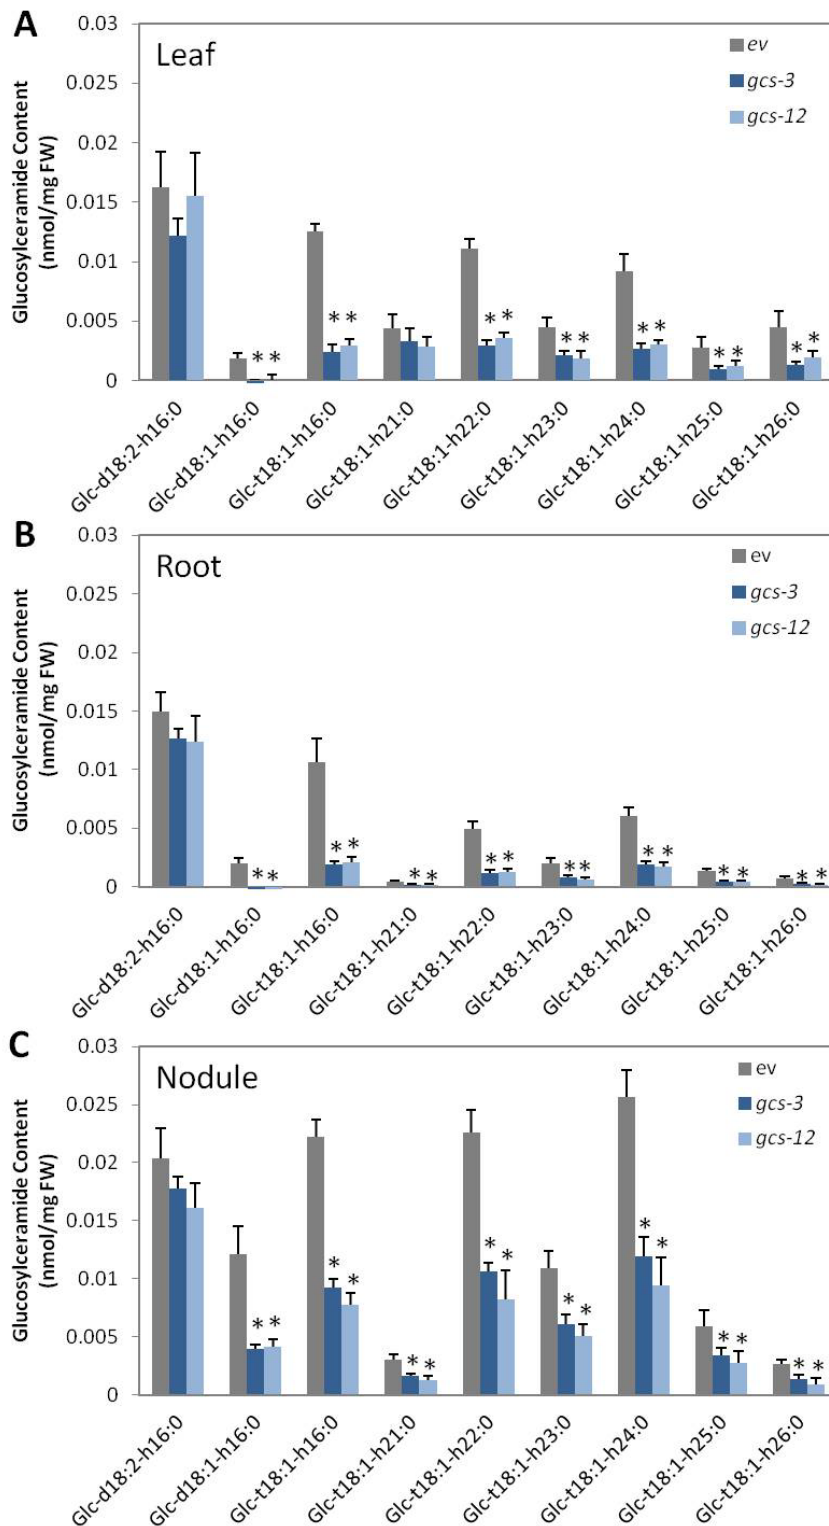 A
Leaf
ev
gcs-3
gcs-12
Glucosylceramide Content
(nmol/mg FW)
0.03
0.025
0.02
0.015
0.01
0.005
0
* *
* *
* *
* *
* *
* *
* *
Glc-d18:2-h16:0
Glc-d18:1-h16:0
Glc-t18:1-h16:0
Glc-t18:1-h21:0
Glc-t18:1-h22:0
Glc-t18:1-h23:0
Glc-t18:1-h24:0
Glc-t18:1-h25:0
Glc-t18:1-h26:0
B
Root
ev
gcs-3
gcs-12
Glucosylceramide Content
(nmol/mg FW)
0.03
0.025
0.02
0.015
0.01
0.005
0
* *
* *
* *
* *
* *
* *
* *
* *
Glc-d18:2-h16:0
Glc-d18:1-h16:0
Glc-t18:1-h16:0
Glc-t18:1-h21:0
Glc-t18:1-h22:0
Glc-t18:1-h23:0
Glc-t18:1-h24:0
Glc-t18:1-h25:0
Glc-t18:1-h26:0
C
Nodule
ev
gcs-3
gcs-12
Glucosylceramide Content
(nmol/mg FW)
0.03
0.025
0.02
0.015
0.01
0.005
0
* *
* *
* *
* *
* *
* *
* *
* *
Glc-d18:2-h16:0
Glc-d18:1-h16:0
Glc-t18:1-h16:0
Glc-t18:1-h21:0
Glc-t18:1-h22:0
Glc-t18:1-h23:0
Glc-t18:1-h24:0
Glc-t18:1-h25:0
Glc-t18:1-h26:0